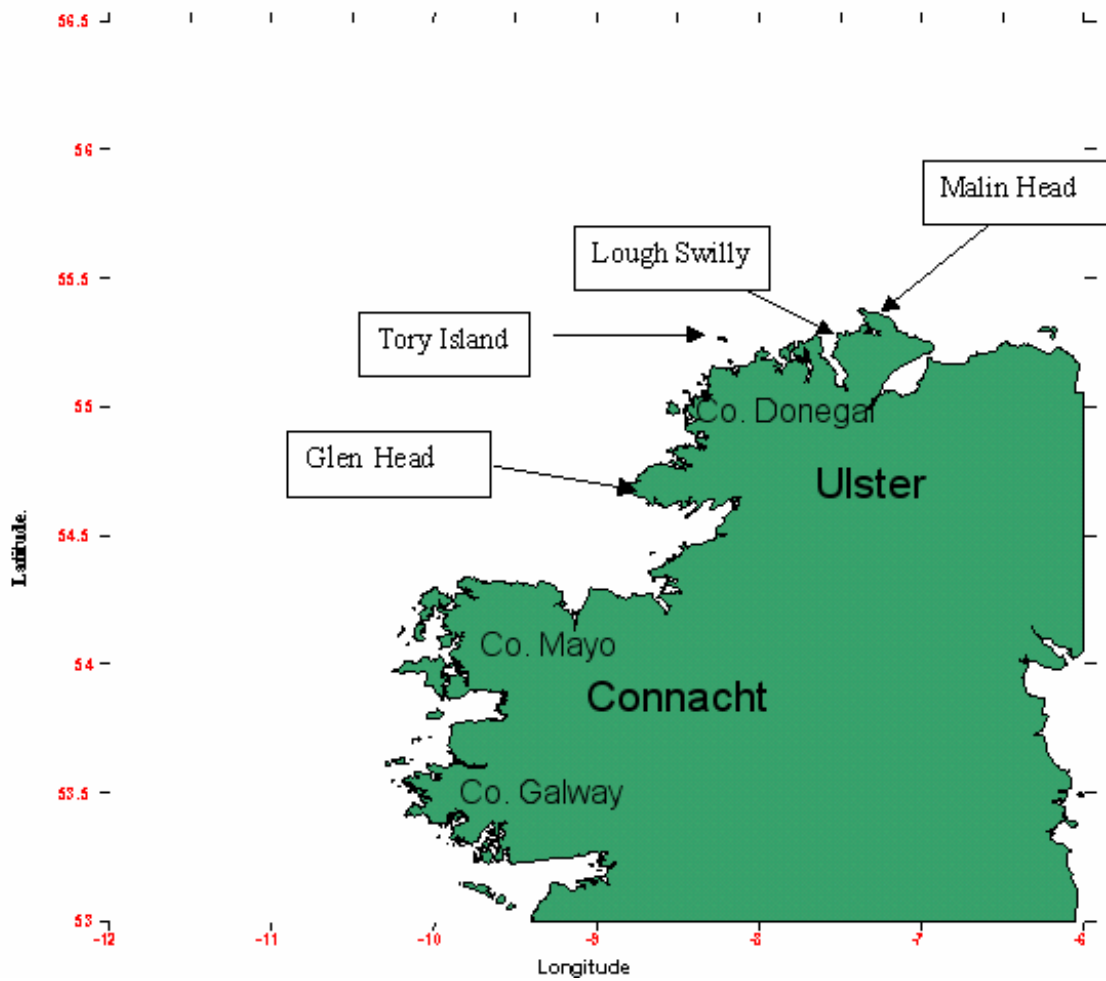 56.5
56
Malin Head
Lough Swilly
55.5
Tory Island
55
Co. Donegal
Glen Head
Ulster
54.5
Latitude.
Co. Mayo
54
Connacht
Co. Galway
53.5
53
-12
-11
-10
-9
-8
-7
-6
Longitude